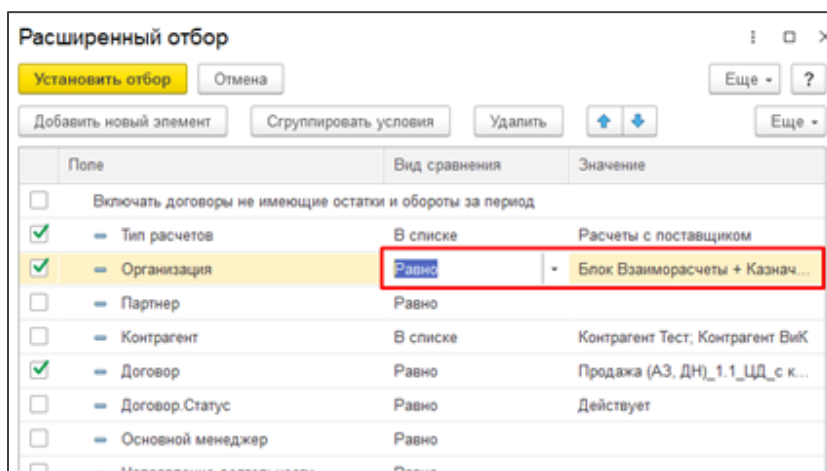 Расширенный отбор
Установить отбор Отмена Еще ?
Добавить новый элемент Сгруппировать условия Удалить Еще
Поле Вид сравнения Значение
Включать договоры не имеющие остатки и обороты за период
Тип расчетов В списке Расчеты с поставщиком
Организация Равно Блок Взаиморасчеты + Казнач...
Партнер Равно
Контрагент В списке Контрагент Тест; Контрагент ВиК
Договор Равно Продажа (АЗ, ДН)_1.1_ЦД_с к...
Договор.Статус Равно Действует
Основной менеджер Равно